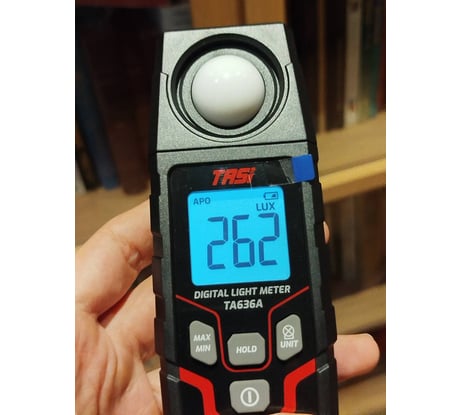 TASi
APO
LUX
262
DIGITAL LIGHT METER
TA636A
MAX
MIN
HOLD
UNIT